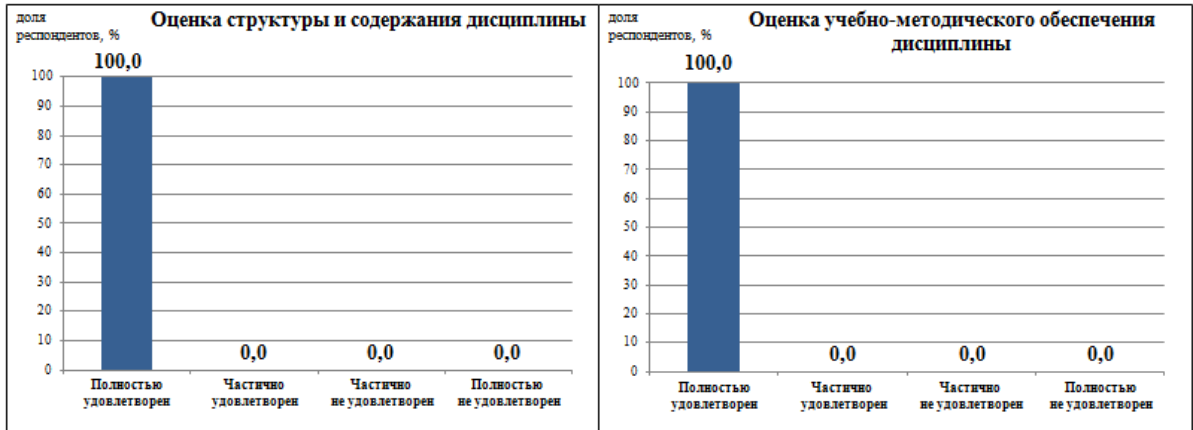 доля
респондентов, %
Оценка структуры и содержания дисциплины
100,0
100
90
80
70
60
50
40
30
20
10
0
0,0
0,0
0,0
Полностью
удовлетворен
Частично
удовлетворен
Частично
не удовлетворен
Полностью
не удовлетворен
доля
респондентов, %
Оценка учебно-методического обеспечения
дисциплины
100,0
100
90
80
70
60
50
40
30
20
10
0
0,0
0,0
0,0
Полностью
удовлетворен
Частично
удовлетворен
Частично
не удовлетворен
Полностью
не удовлетворен